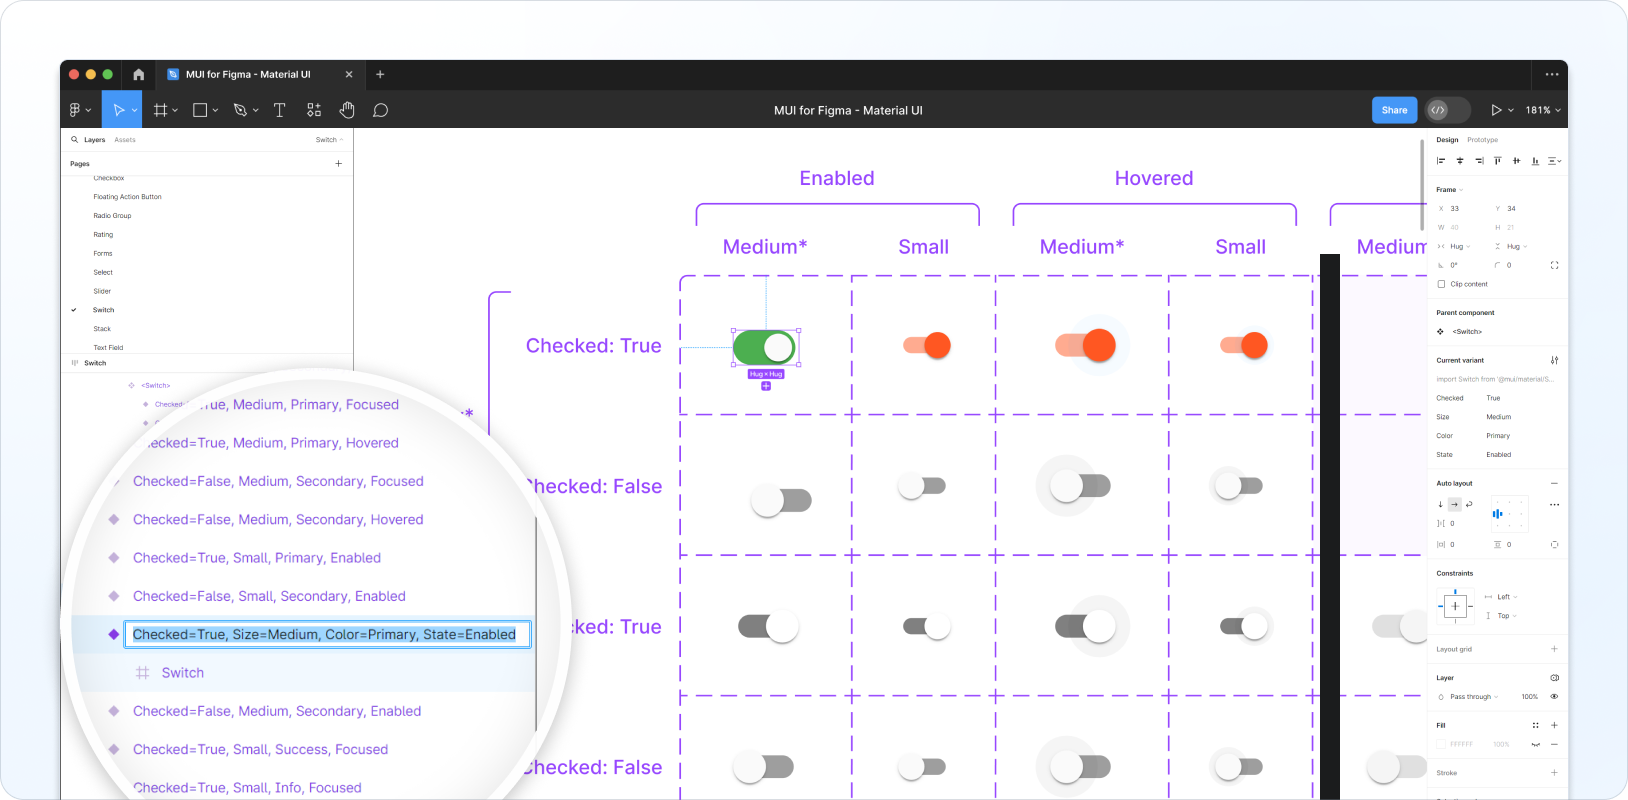 MUI for Figma - Material UI
MUI for Figma - Material UI
Share
181%
Layers
Assets
Switch
Pages
Checkbox
Floating Action Button
Radio Group
Rating
Forms
Select
Slider
Switch
Stack
Text Field
Switch
<Switch>
Checked=
True, Medium, Primary, Focused
Checked=True, Medium, Primary, Hovered
Checked=False, Medium, Secondary, Focused
Checked=False, Medium, Secondary, Hovered
Checked=True, Small, Primary, Enabled
Checked=False, Small, Secondary, Enabled
Checked=True, Size=Medium, Color=Primary, State=Enabled
Switch
Checked=False, Medium, Secondary, Enabled
Checked=True, Small, Success, Focused
Checked=True, Small, Info, Focused
Enabled
Hovered
Medium*
Small
Medium*
Small
Medium
*
Checked: True
Hug × Hug
Checked: False
cked: True
Checked: False
Design
Prototype
Frame
X 33 Y 34
W 40 H 21
Hug Hug
0° 0
Clip content
Parent component
<Switch>
Current variant
import Switch from '@mui/material/S...
Checked True
Size Medium
Color Primary
State Enabled
Auto layout
0
0 0
Constraints
Left
Top
Layout grid
Layer
Pass through 100%
Fill
FFFFFF 100%
Stroke